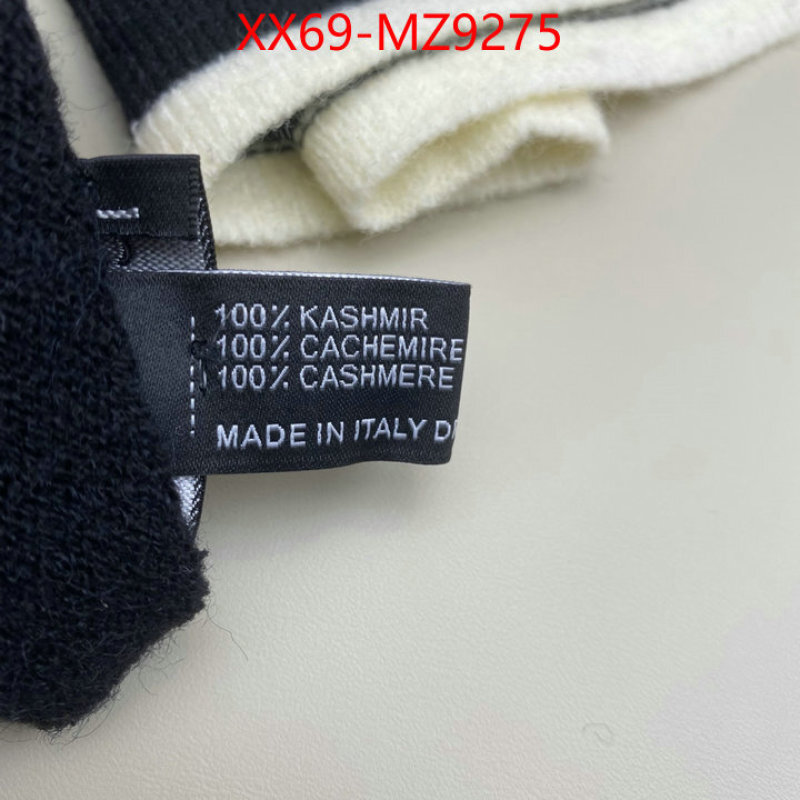 XX69-MZ9275
100% KASHMIR
100% CACHEMIRE
100% CASHMERE
MADE IN ITALY